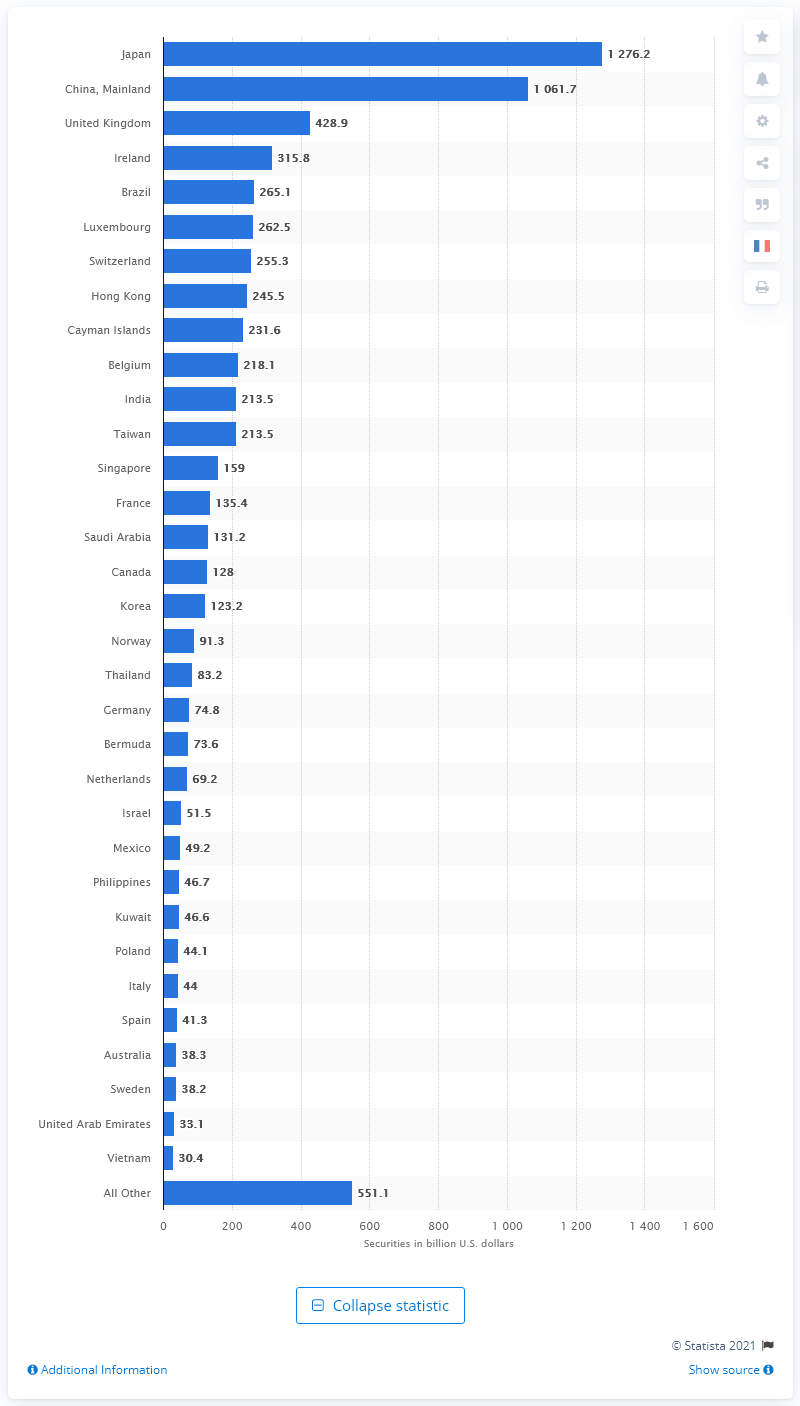 Japan 1 276.2
China, Mainland 1 061.7
United Kingdom 428.9
Ireland 315.8
Brazil 265.1
Luxembourg 262.5
Switzerland 255.3
Hong Kong 245.5
Cayman Islands 231.6
Belgium 218.1
India 213.5
Taiwan 213.5
Singapore 159
France 135.4
Saudi Arabia 131.2
Canada 128
Korea 123.2
Norway 91.3
Thailand 83.2
Germany 74.8
Bermuda 73.6
Netherlands 69.2
Israel 51.5
Mexico 49.2
Philippines 46.7
Kuwait 46.6
Poland 44.1
Italy 44
Spain 41.3
Australia 38.3
Sweden 38.2
United Arab Emirates 33.1
Vietnam 30.4
All Other 551.1
0 200 400 600 800 1 000 1 200 1 400 1 600
Securities in billion U.S. dollars
Collapse statistic
© Statista 2021
Additional Information Show source